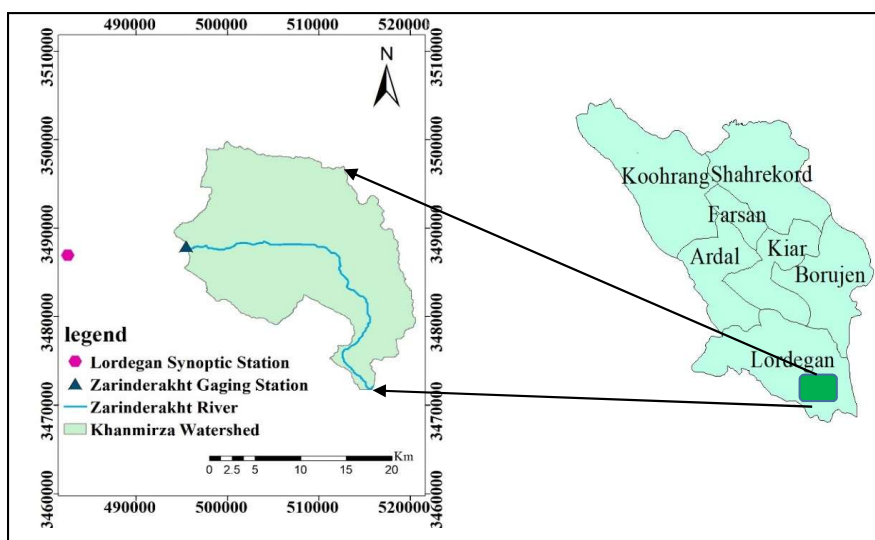 490000 500000 510000 520000
3510000
3500000
3490000
3480000
3470000
3460000
N
legend
Lordegan Synoptic Station
Zarinderakht Gaging Station
Zarinderakht River
Khanmirza Watershed
Km
0 2.5 5 10 15 20
3510000
3500000
3490000
3480000
3470000
3460000
490000 500000 510000 520000
Koohrang
Shahrekord
Farsan
Ardal
Kiar
Borujen
Lordegan